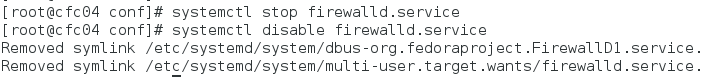 [root@cfc04 conf]# systemctl stop firewalld.service
[root@cfc04 conf]# systemctl disable firewalld.service
Removed symlink /etc/systemd/system/dbus-org.fedoraproject.FirewallD1.service.
Removed symlink /etc/systemd/system/multi-user.target.wants/firewalld.service.